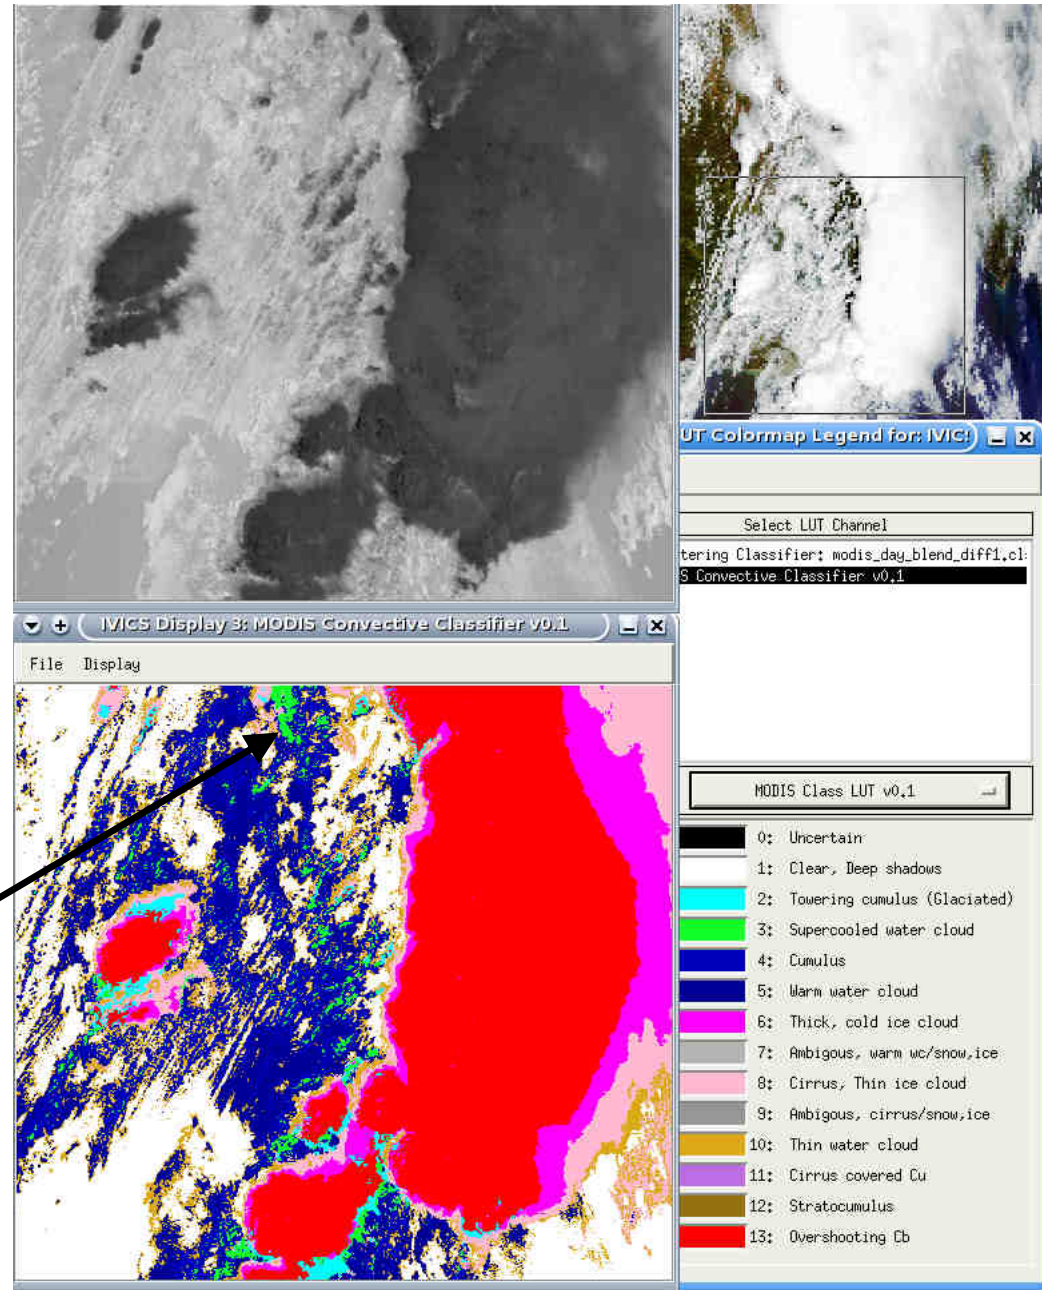 UT Colormap Legend for: IVIC
Select LUT Channel
tering Classifier: modis_day_blend_diff1.cl
S Convective Classifier v0.1
IVICS Display 3: MODIS Convective Classifier v0.1
File Display
MODIS Class LUT v0.1
0: Uncertain
1: Clear, Deep shadows
2: Towering cumulus (Glaciated)
3: Supercooled water cloud
4: Cumulus
5: Warm water cloud
6: Thick, cold ice cloud
7: Ambigous, warm wc/snow,ice
8: Cirrus, Thin ice cloud
9: Ambigous, cirrus/snow,ice
10: Thin water cloud
11: Cirrus covered Cu
12: Stratocumulus
13: Overshooting Cb